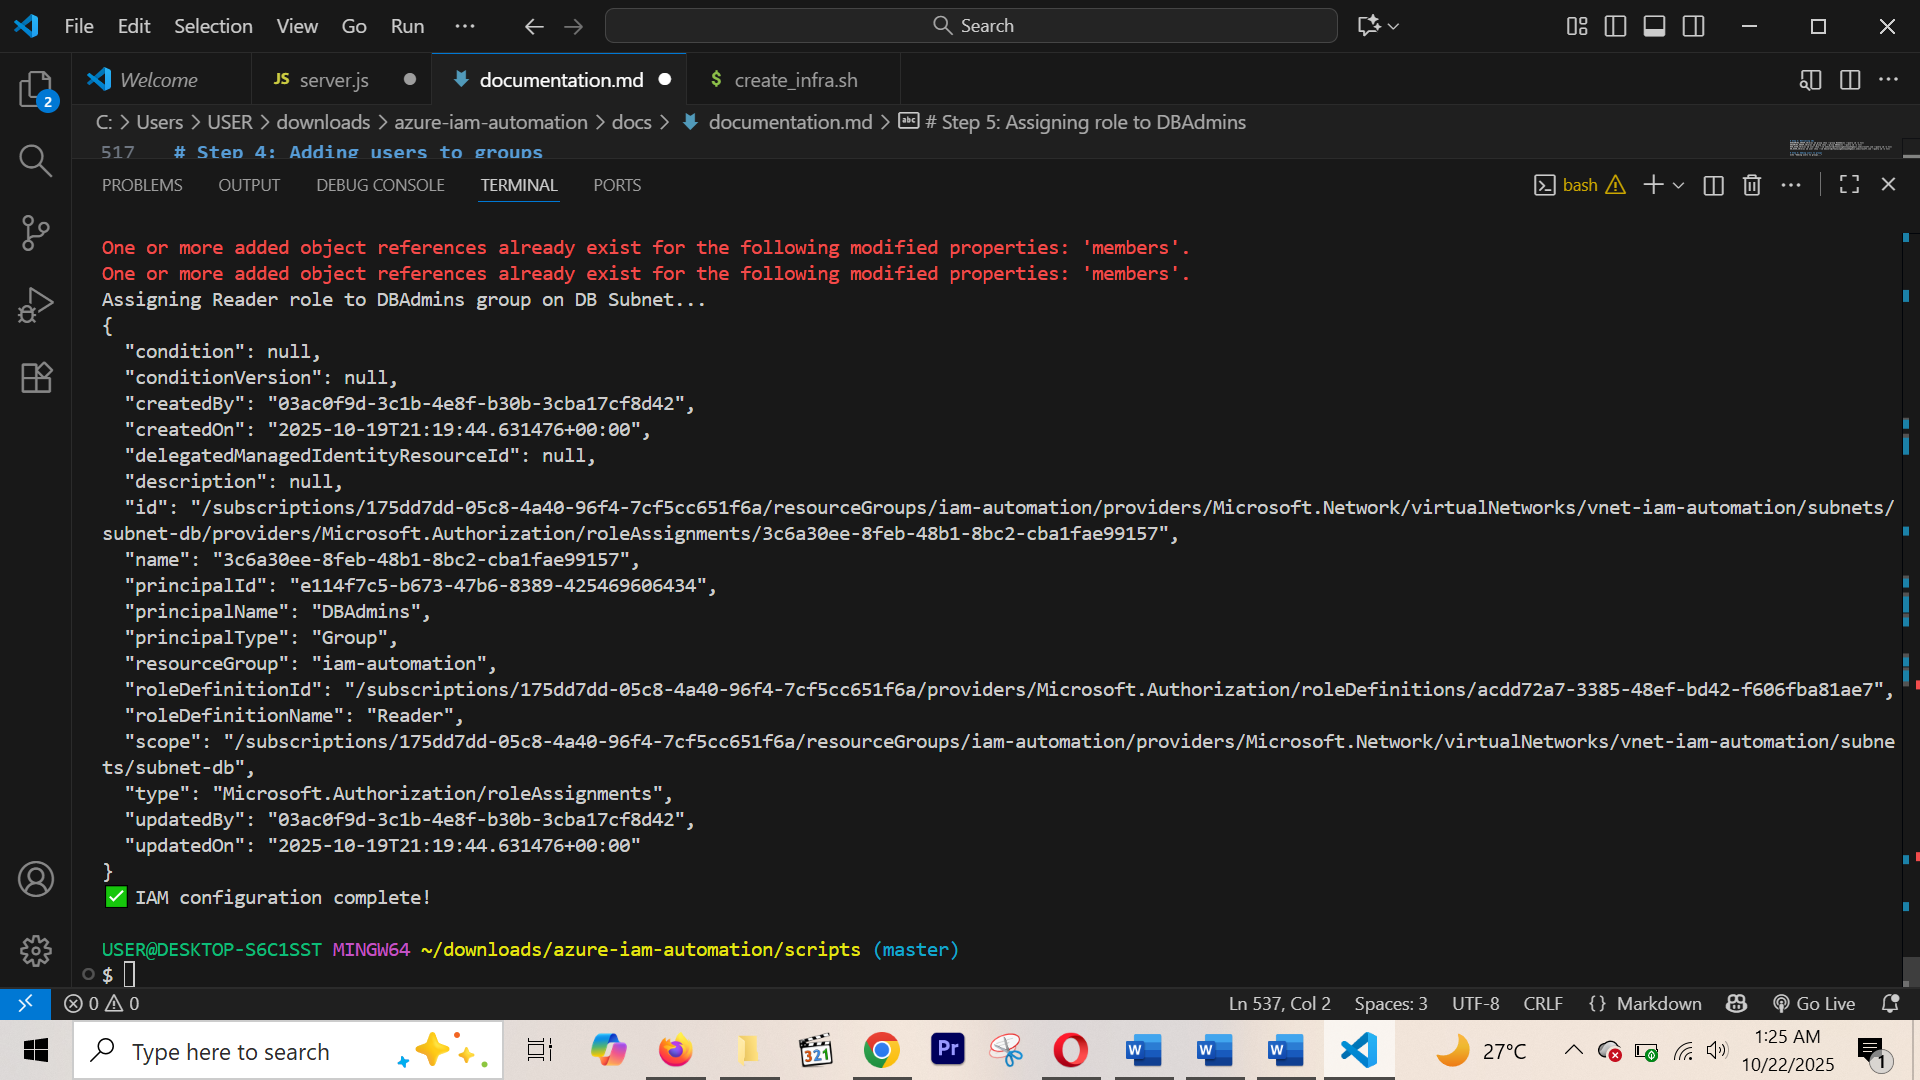 File Edit Selection View Go Run ··· Search
Welcome JS server.js documentation.md $ create_infra.sh
2
C: > Users > USER > downloads > azure-iam-automation > docs > documentation.md > # Step 5: Assigning role to DBAdmins
517 # Step 4: Adding users to groups
PROBLEMS OUTPUT DEBUG CONSOLE TERMINAL PORTS bash
One or more added object references already exist for the following modified properties: 'members'.
One or more added object references already exist for the following modified properties: 'members'.
Assigning Reader role to DBAdmins group on DB Subnet...
{
"condition": null,
"conditionVersion": null,
"createdBy": "03ac0f9d-3c1b-4e8f-b30b-3cba17cf8d42",
"createdOn": "2025-10-19T21:19:44.631476+00:00",
"delegatedManagedIdentityResourceId": null,
"description": null,
"id": "/subscriptions/175dd7dd-05c8-4a40-96f4-7cf5cc651f6a/resourceGroups/iam-automation/providers/Microsoft.Network/virtualNetworks/vnet-iam-automation/subnets/
subnet-db/providers/Microsoft.Authorization/roleAssignments/3c6a30ee-8feb-48b1-8bc2-cba1fae99157",
"name": "3c6a30ee-8feb-48b1-8bc2-cba1fae99157",
"principalId": "e114f7c5-b673-47b6-8389-425469606434",
"principalName": "DBAdmins",
"principalType": "Group",
"resourceGroup": "iam-automation",
"roleDefinitionId": "/subscriptions/175dd7dd-05c8-4a40-96f4-7cf5cc651f6a/providers/Microsoft.Authorization/roleDefinitions/acdd72a7-3385-48ef-bd42-f606fba81ae7",
"roleDefinitionName": "Reader",
"scope": "/subscriptions/175dd7dd-05c8-4a40-96f4-7cf5cc651f6a/resourceGroups/iam-automation/providers/Microsoft.Network/virtualNetworks/vnet-iam-automation/subne
ts/subnet-db",
"type": "Microsoft.Authorization/roleAssignments",
"updatedBy": "03ac0f9d-3c1b-4e8f-b30b-3cba17cf8d42",
"updatedOn": "2025-10-19T21:19:44.631476+00:00"
}
✅ IAM configuration complete!
USER@DESKTOP-S6C1SST MINGW64 ~/downloads/azure-iam-automation/scripts (master)
$
0 0 Ln 537, Col 2 Spaces: 3 UTF-8 CRLF {} Markdown Go Live
Type here to search 321 Pr W W W 27°C 1:25 AM
10/22/2025 1